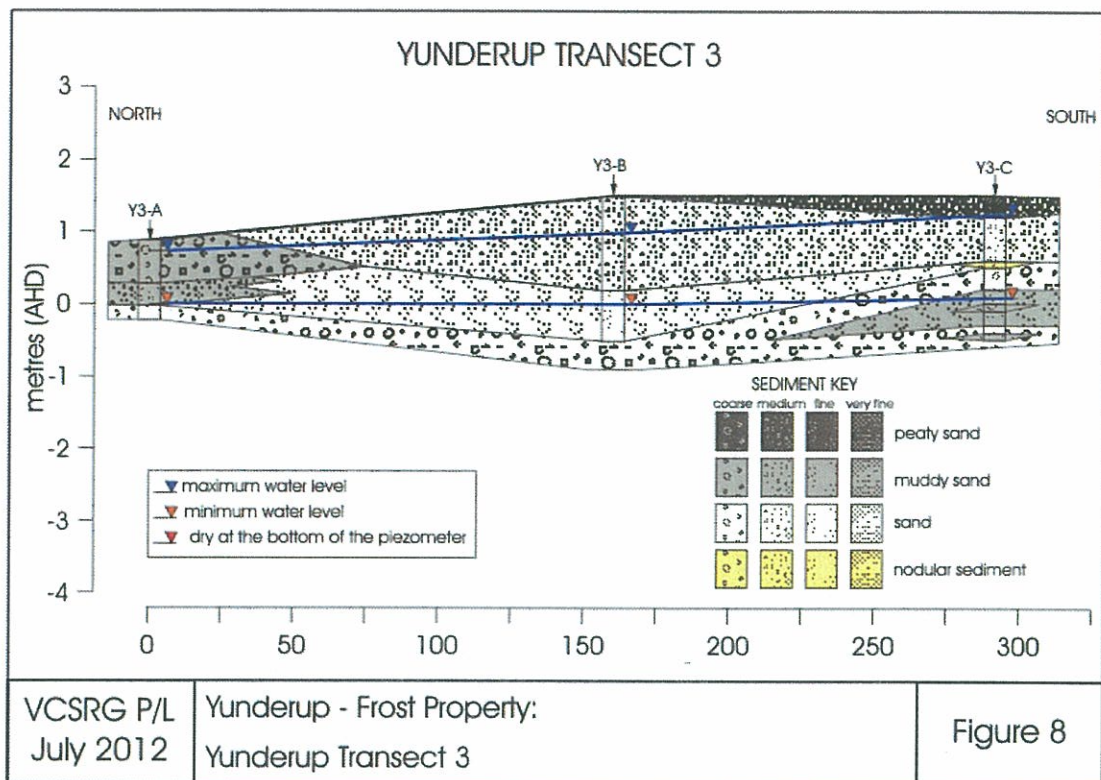 YUNDERUP TRANSECT 3
3
NORTH
SOUTH
2
Y3-B
Y3-C
Y3-A
1
0
metres (AHD)
-1
SEDIMENT KEY
coarse medium fine very fine
peaty sand
-2
muddy sand
maximum water level
minimum water level
-3
sand
dry at the bottom of the piezometer
nodular sediment
-4
0 50 100 150 200 250 300
VCSRG P/L
July 2012
Yunderup - Frost Property:
Yunderup Transect 3
Figure 8